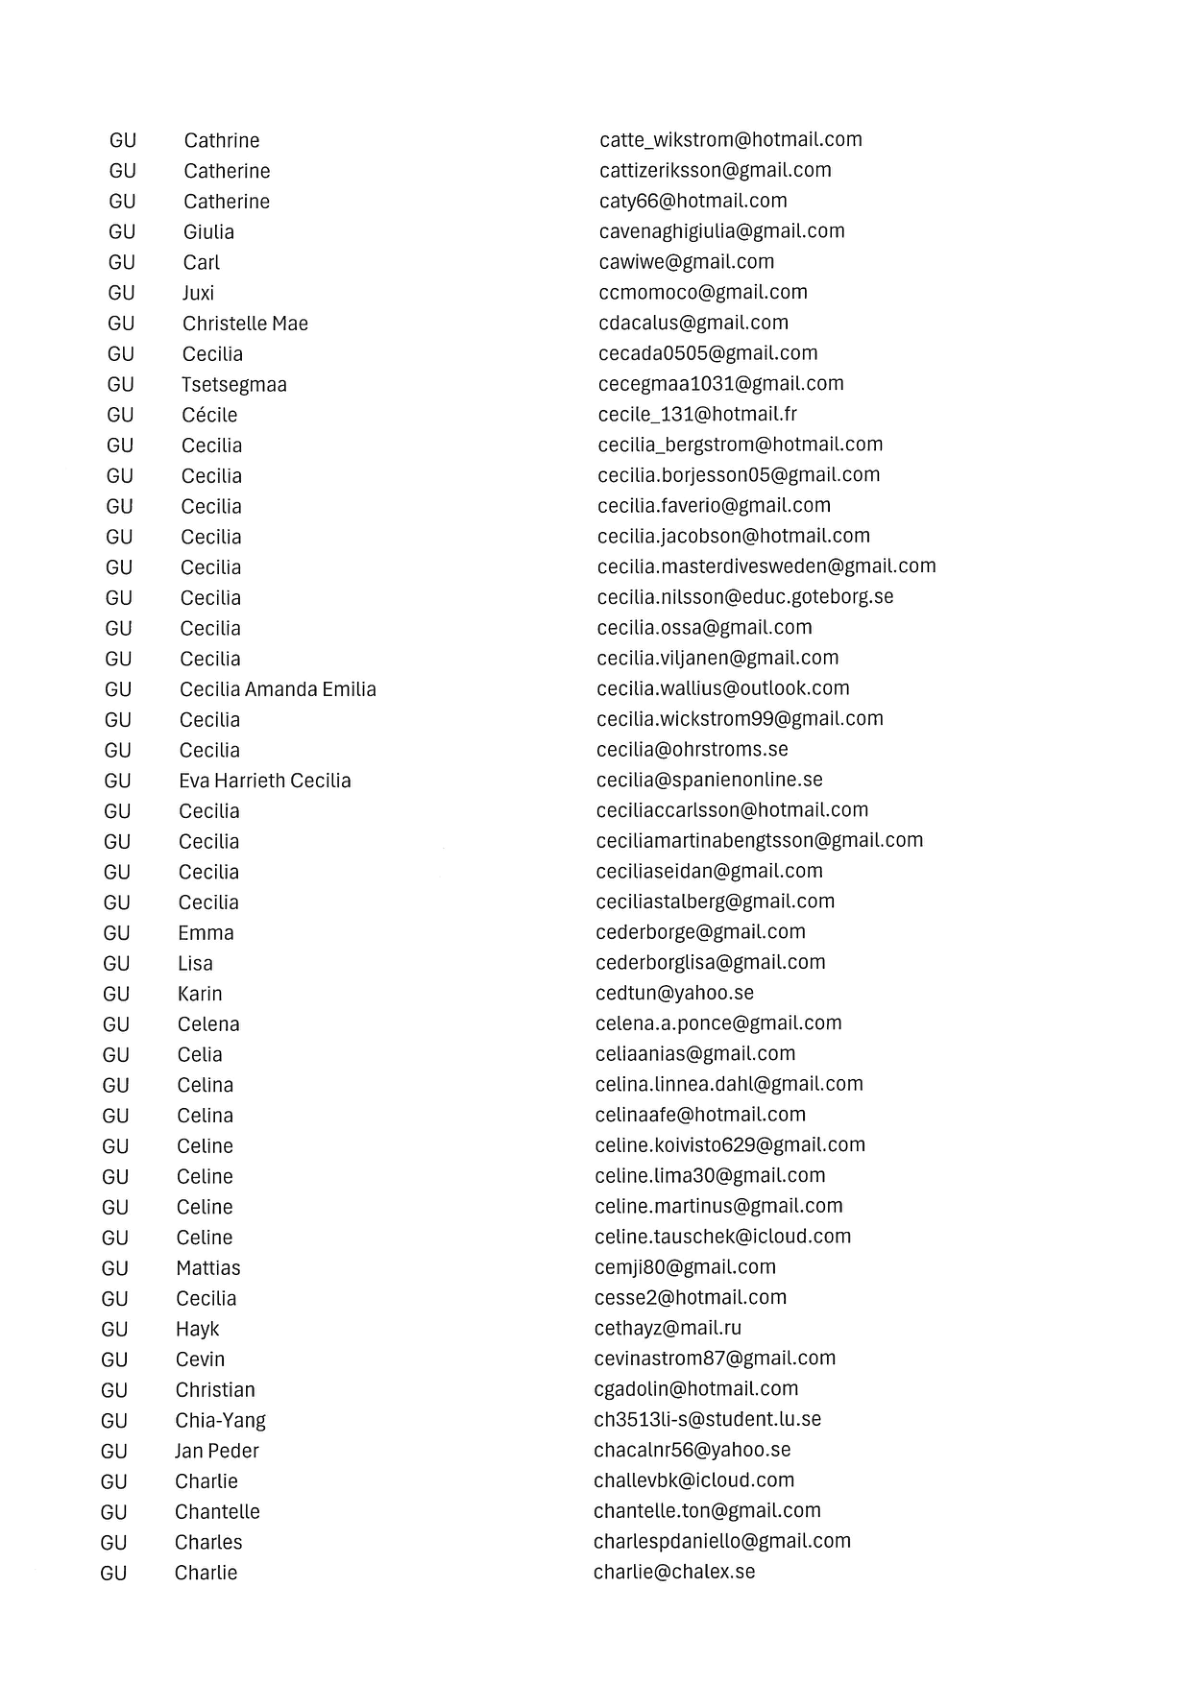 GU Cathrine catte_wikstrom@hotmail.com
GU Catherine cattizeriksson@gmail.com
GU Catherine caty66@hotmail.com
GU Giulia cavenaghigiulia@gmail.com
GU Carl cawiwe@gmail.com
GU Juxi ccmomoco@gmail.com
GU Christelle Mae cdacalus@gmail.com
GU Cecilia cecada0505@gmail.com
GU Tsetsegmaa cecegmaa1031@gmail.com
GU Cécile cecile_131@hotmail.fr
GU Cecilia cecilia_bergstrom@hotmail.com
GU Cecilia cecilia.borjesson05@gmail.com
GU Cecilia cecilia.faverio@gmail.com
GU Cecilia cecilia.jacobson@hotmail.com
GU Cecilia cecilia.masterdivesweden@gmail.com
GU Cecilia cecilia.nilsson@educ.goteborg.se
GU Cecilia cecilia.ossa@gmail.com
GU Cecilia cecilia.viljanen@gmail.com
GU Cecilia Amanda Emilia cecilia.wallius@outlook.com
GU Cecilia cecilia.wickstrom99@gmail.com
GU Cecilia cecilia@ohrstroms.se
GU Eva Harrieth Cecilia cecilia@spanienonline.se
GU Cecilia ceciliaccarlsson@hotmail.com
GU Cecilia ceciliamartinabengtsson@gmail.com
GU Cecilia ceciliaseidan@gmail.com
GU Cecilia ceciliastalberg@gmail.com
GU Emma cederborge@gmail.com
GU Lisa cederborglisa@gmail.com
GU Karin cedtun@yahoo.se
GU Celena celena.a.ponce@gmail.com
GU Celia celiaanias@gmail.com
GU Celina celina.linnea.dahl@gmail.com
GU Celina celinaafe@hotmail.com
GU Celine celine.koivisto629@gmail.com
GU Celine celine.lima30@gmail.com
GU Celine celine.martinus@gmail.com
GU Celine celine.tauschek@icloud.com
GU Mattias cemji80@gmail.com
GU Cecilia cesse2@hotmail.com
GU Hayk cethayz@mail.ru
GU Cevin cevinastrom87@gmail.com
GU Christian cgadolin@hotmail.com
GU Chia-Yang ch3513li-s@student.lu.se
GU Jan Peder chacalnr56@yahoo.se
GU Charlie challevbk@icloud.com
GU Chantelle chantelle.ton@gmail.com
GU Charles charlespdaniello@gmail.com
GU Charlie charlie@chalex.se